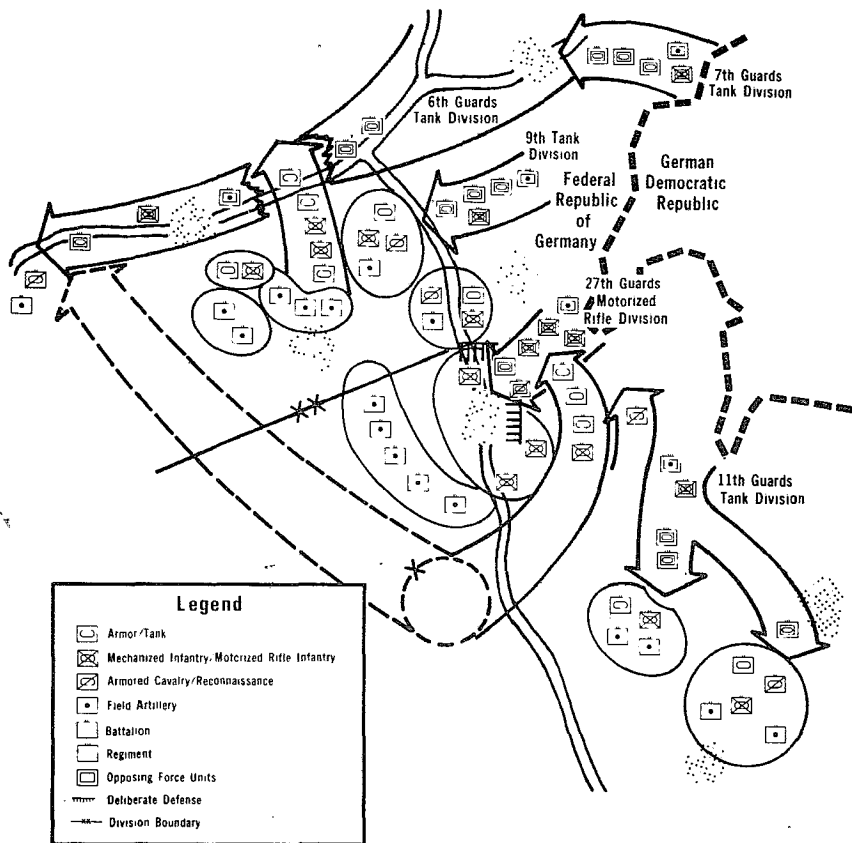 7th Guards
Tank Division
6th Guards
Tank Division
9th Tank
Division
Federal
Republic
of
Germany
German
Democratic
Republic
27th Guards
Motorized
Rifle Division
11th Guards
Tank Division
Legend
Armor/Tank
Mechanized Infantry, Motorized Rifle Infantry
Armored Cavalry/Reconnaissance
Field Artillery
Battalion
Regiment
Opposing Force Units
Deliberate Defense
Division Boundary